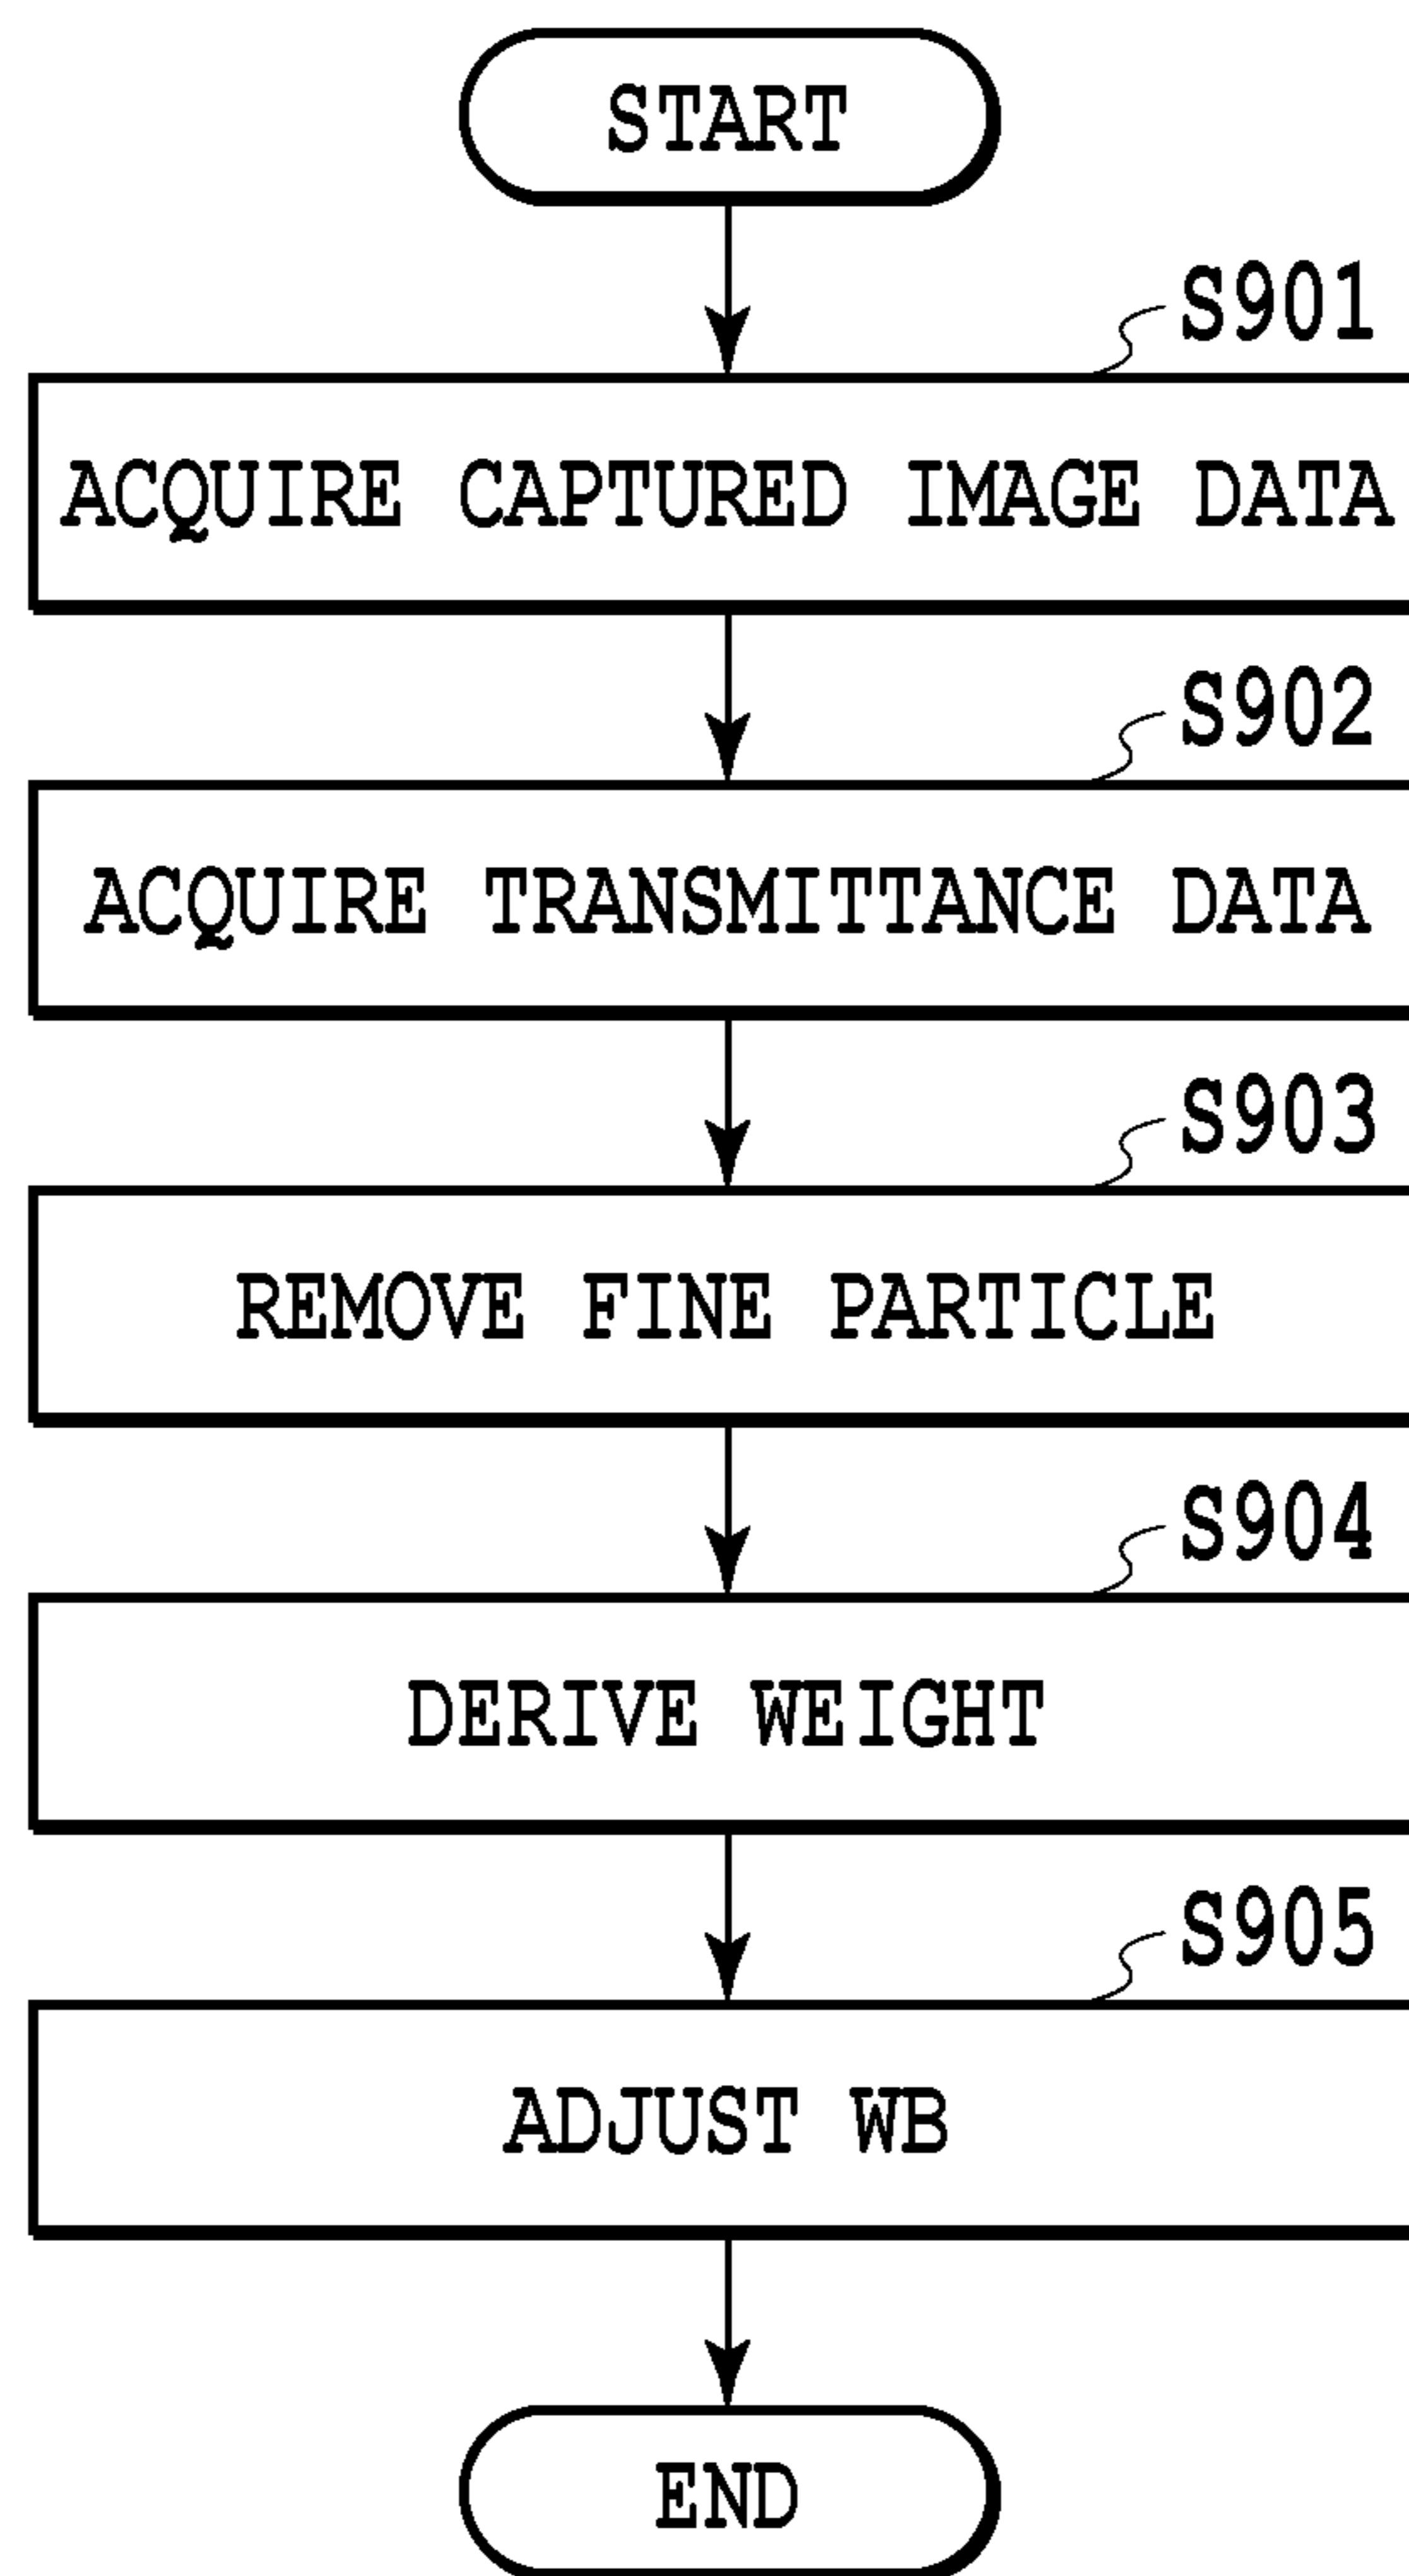 START
S901
ACQUIRE CAPTURED IMAGE DATA
S902
ACQUIRE TRANSMITTANCE DATA
S903
REMOVE FINE PARTICLE
S904
DERIVE WEIGHT
S905
ADJUST WB
END